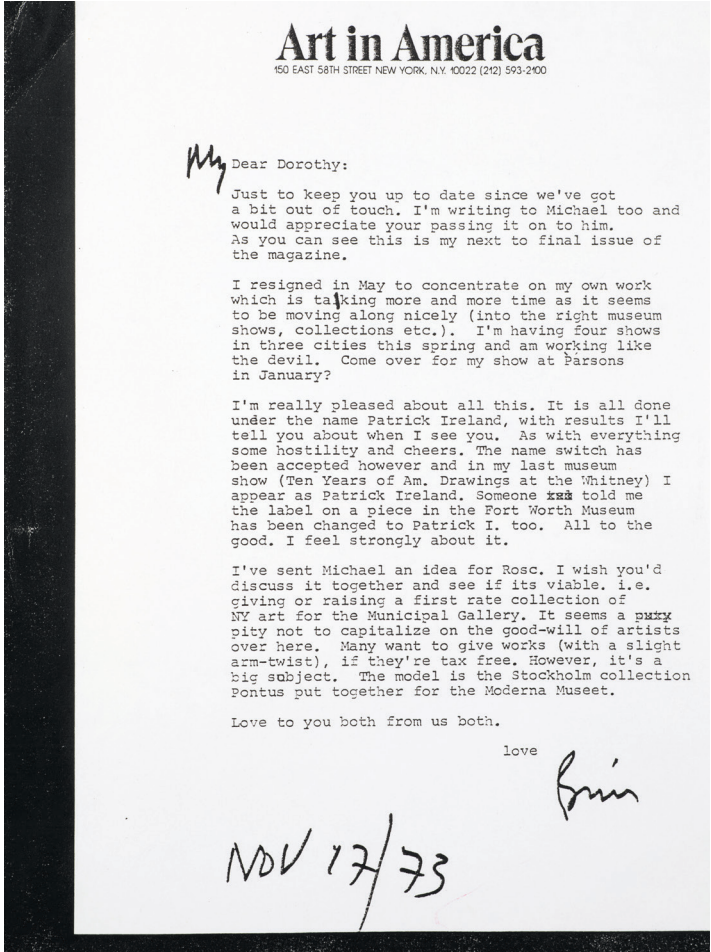 Art in America
150 EAST 58TH STREET NEW YORK, N.Y. 10022 (212) 593-2100
My Dear Dorothy:
Just to keep you up to date since we've got
a bit out of touch. I'm writing to Michael too and
would appreciate your passing it on to him.
As you can see this is my next to final issue of
the magazine.
I resigned in May to concentrate on my own work
which is taking more and more time as it seems
to be moving along nicely (into the right museum
shows, collections etc.). I'm having four shows
in three cities this spring and am working like
the devil. Come over for my show at Parsons
in January?
I'm really pleased about all this. It is all done
under the name Patrick Ireland, with results I'll
tell you about when I see you. As with everything
some hostility and cheers. The name switch has
been accepted however and in my last museum
show (Ten Years of Am. Drawings at the Whitney) I
appear as Patrick Ireland. Someone told me
the label on a piece in the Fort Worth Museum
has been changed to Patrick I. too. All to the
good. I feel strongly about it.
I've sent Michael an idea for Rosc. I wish you'd
discuss it together and see if its viable. i.e.
giving or raising a first rate collection of
NY art for the Municipal Gallery. It seems a
pity not to capitalize on the good-will of artists
over here. Many want to give works (with a slight
arm-twist), if they're tax free. However, it's a
big subject. The model is the Stockholm collection
Pontus put together for the Moderna Museet.
Love to you both from us both.
love
Brian
NOV 17/73